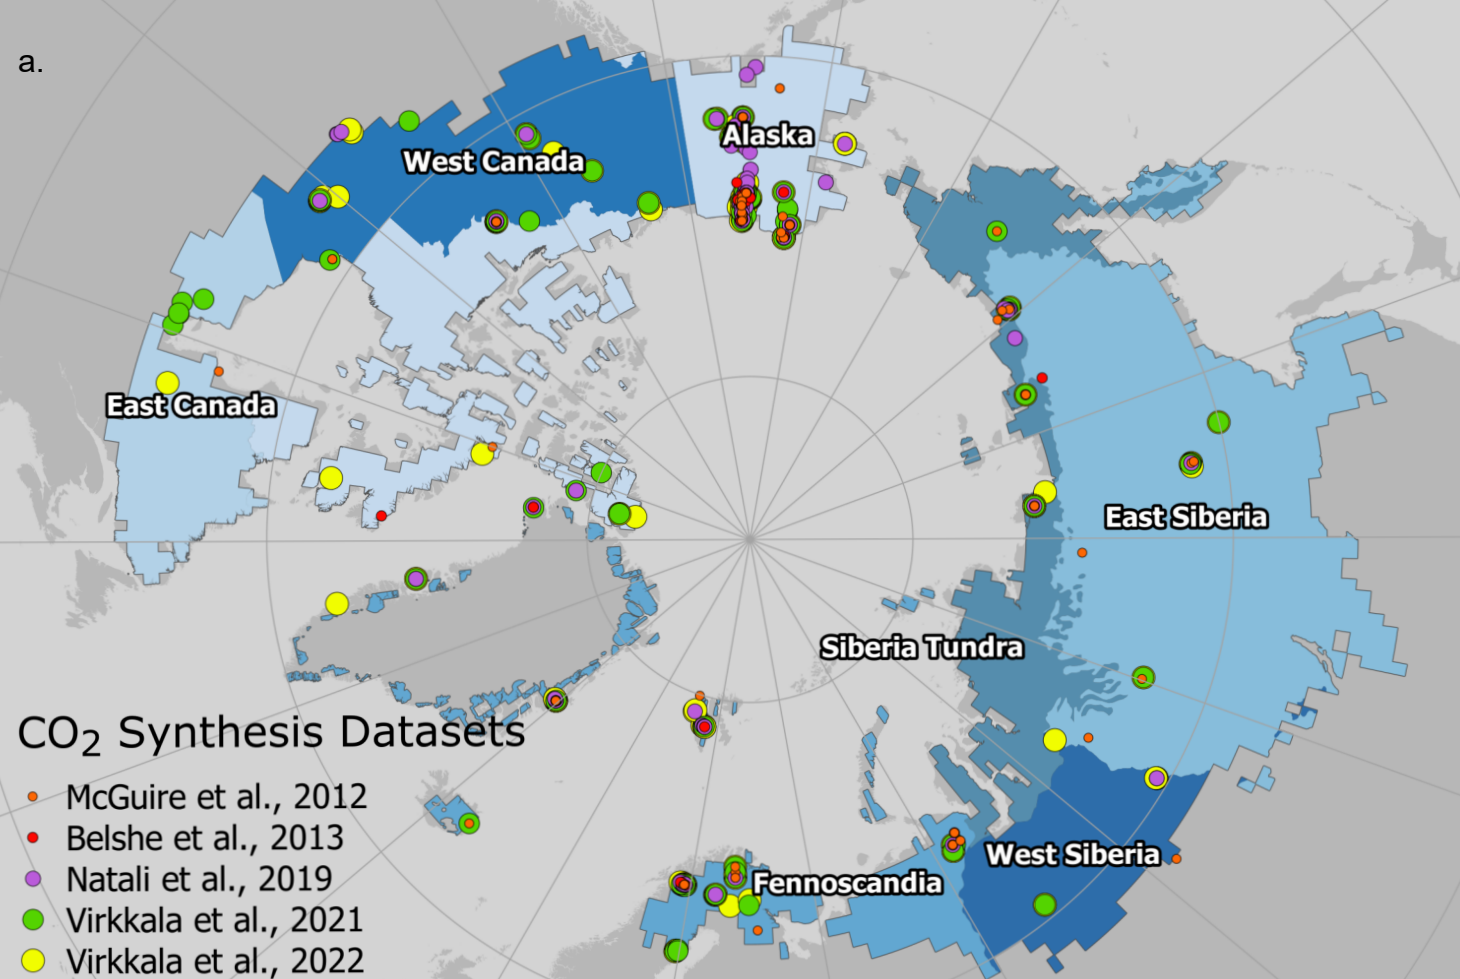 a.
Alaska
West Canada
East Canada
East Siberia
Siberia Tundra
West Siberia
Fennoscandia
CO₂ Synthesis Datasets
McGuire et al., 2012
Belshe et al., 2013
Natali et al., 2019
Virkkala et al., 2021
Virkkala et al., 2022